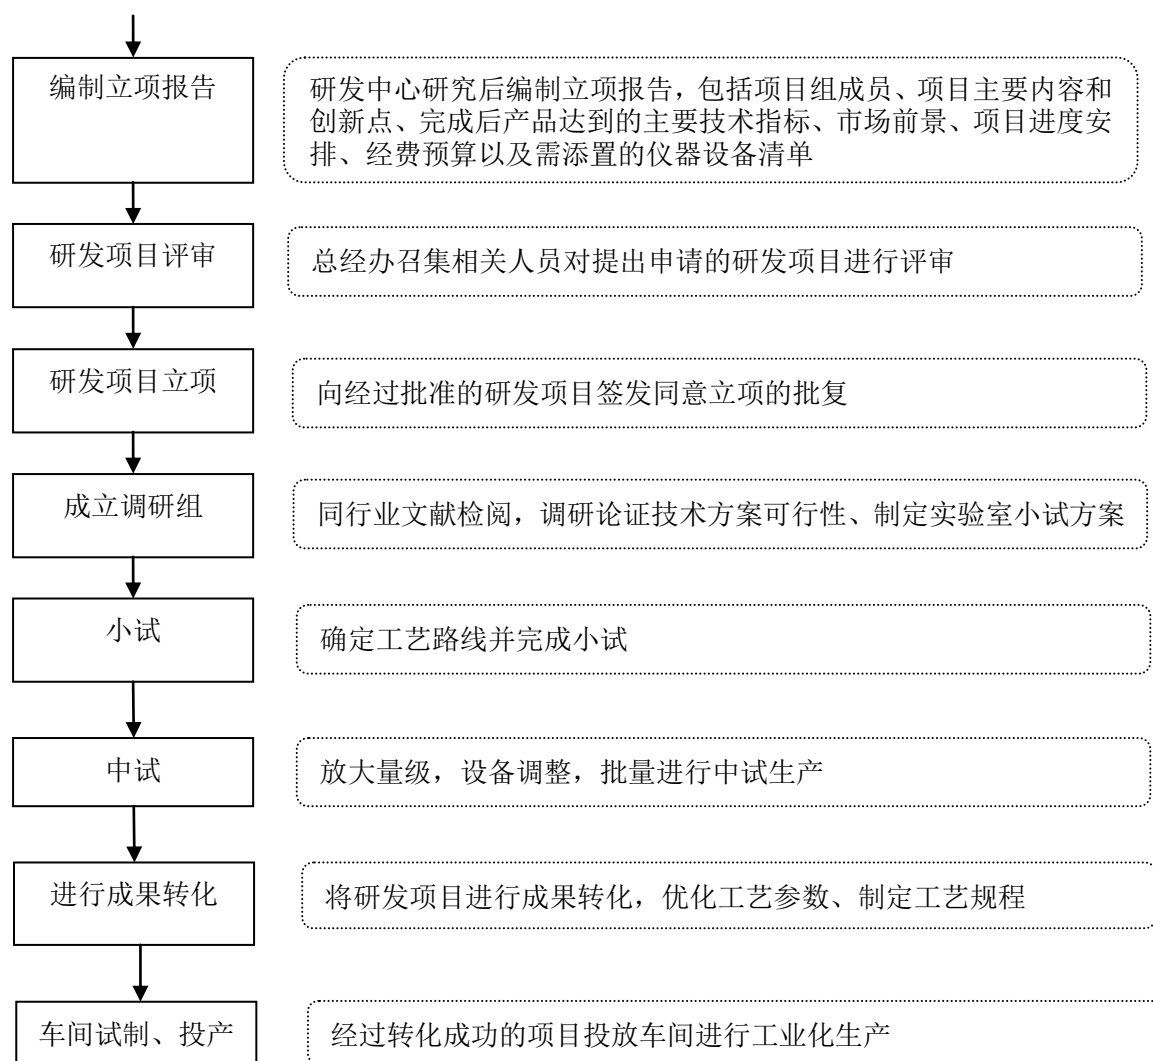 编制立项报告
研发中心研究后编制立项报告，包括项目组成员、项目主要内容和
创新点、完成后产品达到的主要技术指标、市场前景、项目进度安
排、经费预算以及需添置的仪器设备清单
研发项目评审
总经办召集相关人员对提出申请的研发项目进行评审
研发项目立项
向经过批准的研发项目签发同意立项的批复
成立调研组
同行业文献检阅，调研论证技术方案可行性、制定实验室小试方案
小试
确定工艺路线并完成小试
中试
放大量级，设备调整，批量进行中试生产
进行成果转化
将研发项目进行成果转化，优化工艺参数、制定工艺规程
车间试制、投产
经过转化成功的项目投放车间进行工业化生产